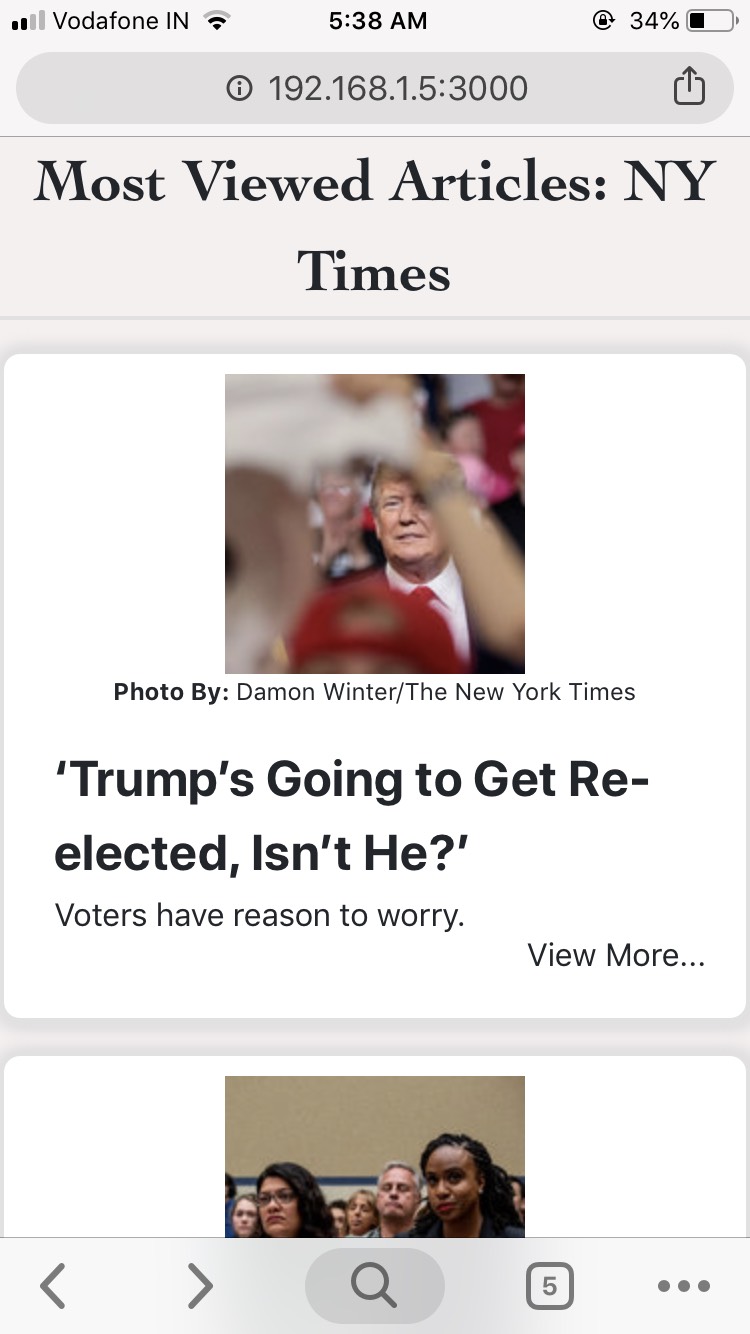 Vodafone IN 5:38 AM 34%
192.168.1.5:3000
Most Viewed Articles: NY
Times
Photo By: Damon Winter/The New York Times
‘Trump’s Going to Get Re-
elected, Isn’t He?’
Voters have reason to worry.
View More...
5